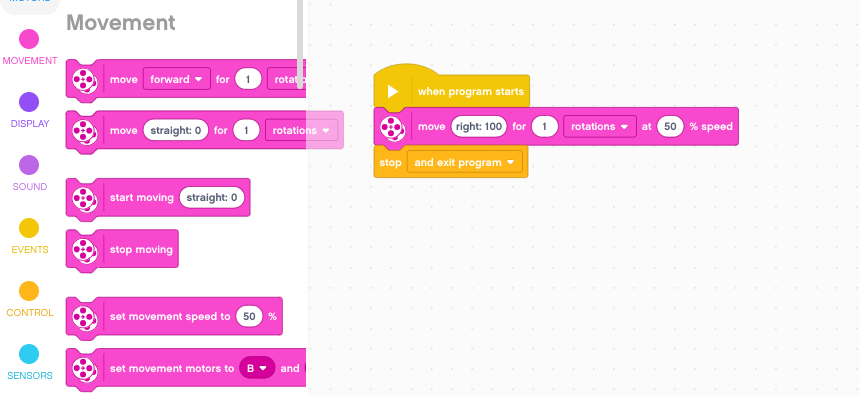 MOTORS
Movement
MOVEMENT
DISPLAY
SOUND
EVENTS
CONTROL
SENSORS
move forward for 1
move straight: 0 for 1 rotations
start moving straight: 0
stop moving
set movement speed to 50 %
set movement motors to B and
when program starts
move right: 100 for 1 rotations at 50 % speed
stop and exit program